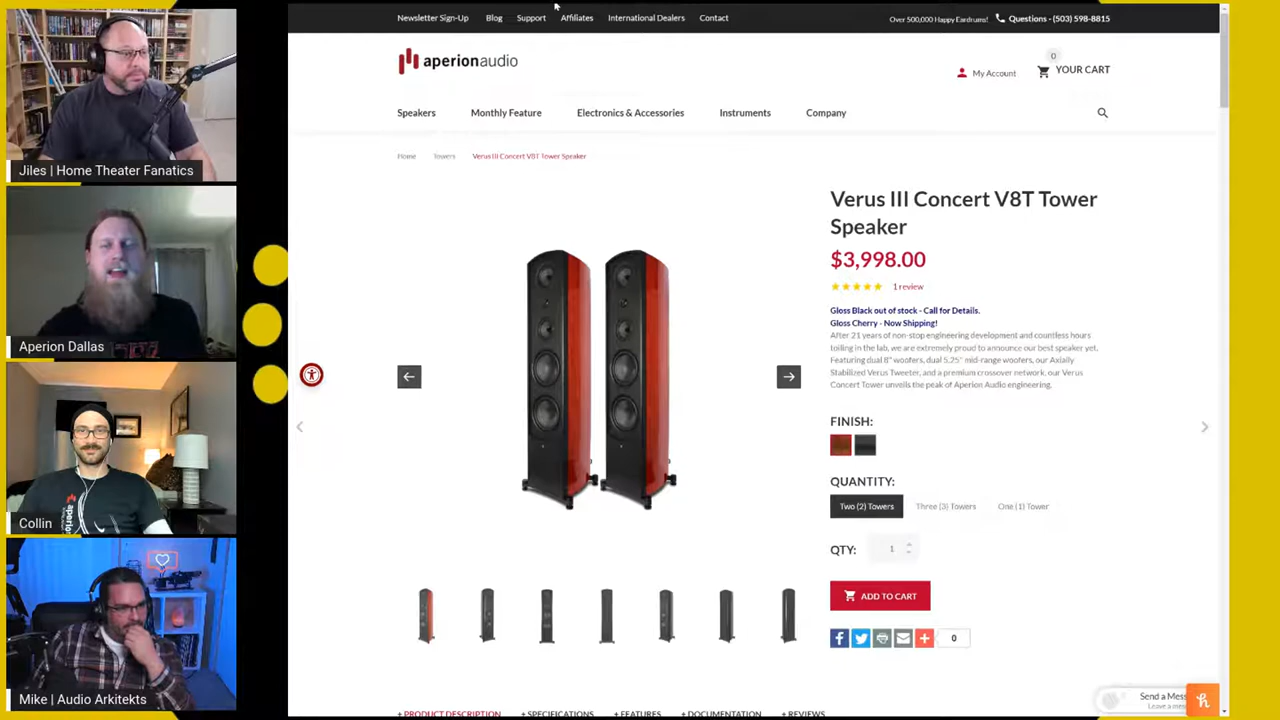 Newsletter Sign-Up Blog Support Affiliates International Dealers Contact
Over 500,000 Happy Eardrums! Questions - (503) 598-8815
aperionaudio
My Account
0
YOUR CART
Speakers Monthly Feature Electronics & Accessories Instruments Company
Home Towers Verus III Concert V8T Tower Speaker
Verus III Concert V8T Tower
Speaker
$3,998.00
1 review
Gloss Black out of stock - Call for Details.
Gloss Cherry - Now Shipping!
After 21 years of non-stop engineering development and countless hours
toiling in the lab, we are extremely proud to announce our best speaker yet.
Featuring dual 8" woofers, dual 5.25" mid-range woofers, our Axially
Stabilized Verus Tweeter, and a premium crossover network, our Verus
Concert Tower unveils the peak of Aperion Audio engineering.
FINISH:
QUANTITY:
Two (2) Towers Three (3) Towers One (1) Tower
QTY: 1
ADD TO CART
0
Send a Mess
Leave a mess
+ PRODUCT DESCRIPTION + SPECIFICATIONS + FEATURES + DOCUMENTATION + REVIEWS
Jiles | Home Theater Fanatics
Aperion Dallas
Collin
Mike | Audio Arkitekts